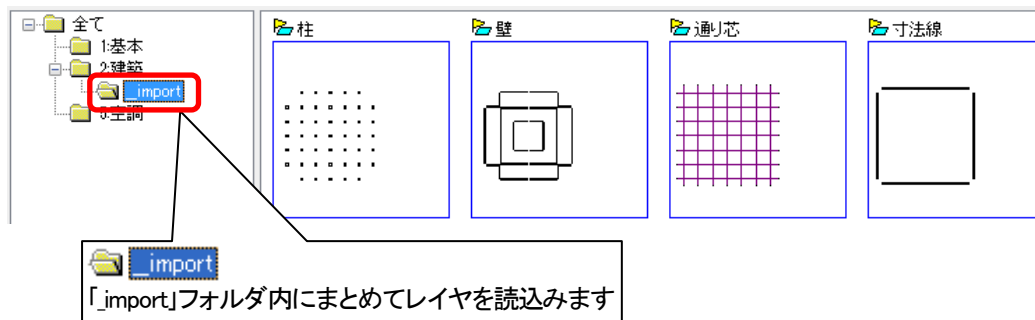 全て
1:基本
2:建築
_import
3:空調
柱
壁
通り芯
寸法線
_import
「_import」フォルダ内にまとめてレイヤを読込みます